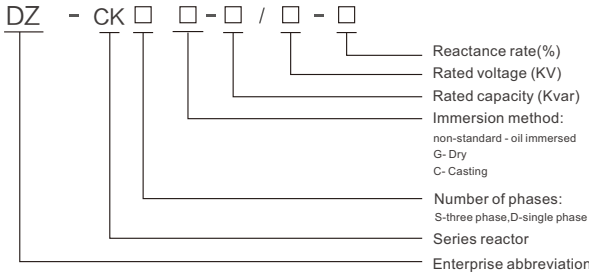 DZ - CK□ □-□ / □-□
Reactance rate(%)
Rated voltage (KV)
Rated capacity (Kvar)
Immersion method:
non-standard - oil immersed
G- Dry
C- Casting
Number of phases:
S-three phase,D-single phase
Series reactor
Enterprise abbreviation